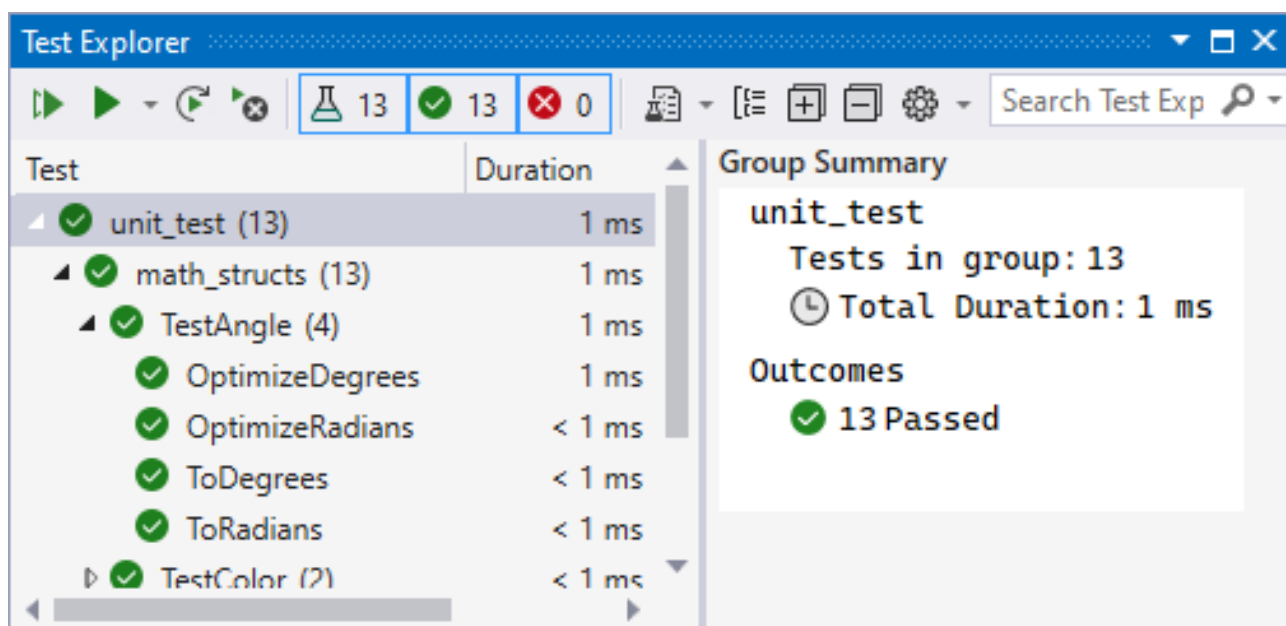 Test Explorer
13 13 0 Search Test Exp
Test Duration
unit_test (13) 1 ms
math_structs (13) 1 ms
TestAngle (4) 1 ms
OptimizeDegrees 1 ms
OptimizeRadians < 1 ms
ToDegrees < 1 ms
ToRadians < 1 ms
TestColor (2) < 1 ms
Group Summary
unit_test
Tests in group: 13
Total Duration: 1 ms
Outcomes
13 Passed